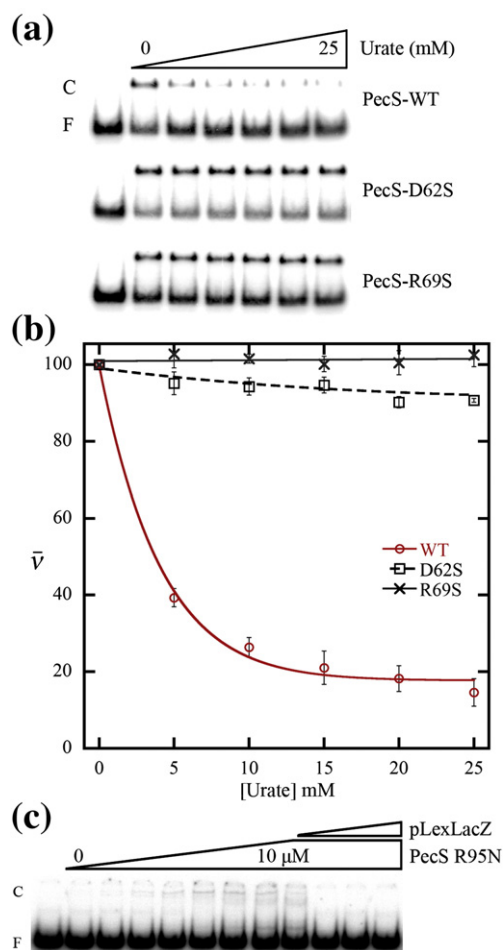 (a)
0 25 Urate (mM)
C
PecS-WT
F
PecS-D62S
PecS-R69S
(b)
100
80
60
40
20
0
ν̄
WT
D62S
R69S
0 5 10 15 20 25
[Urate] mM
(c)
pLexLacZ
0 10 μM PecS R95N
C
F